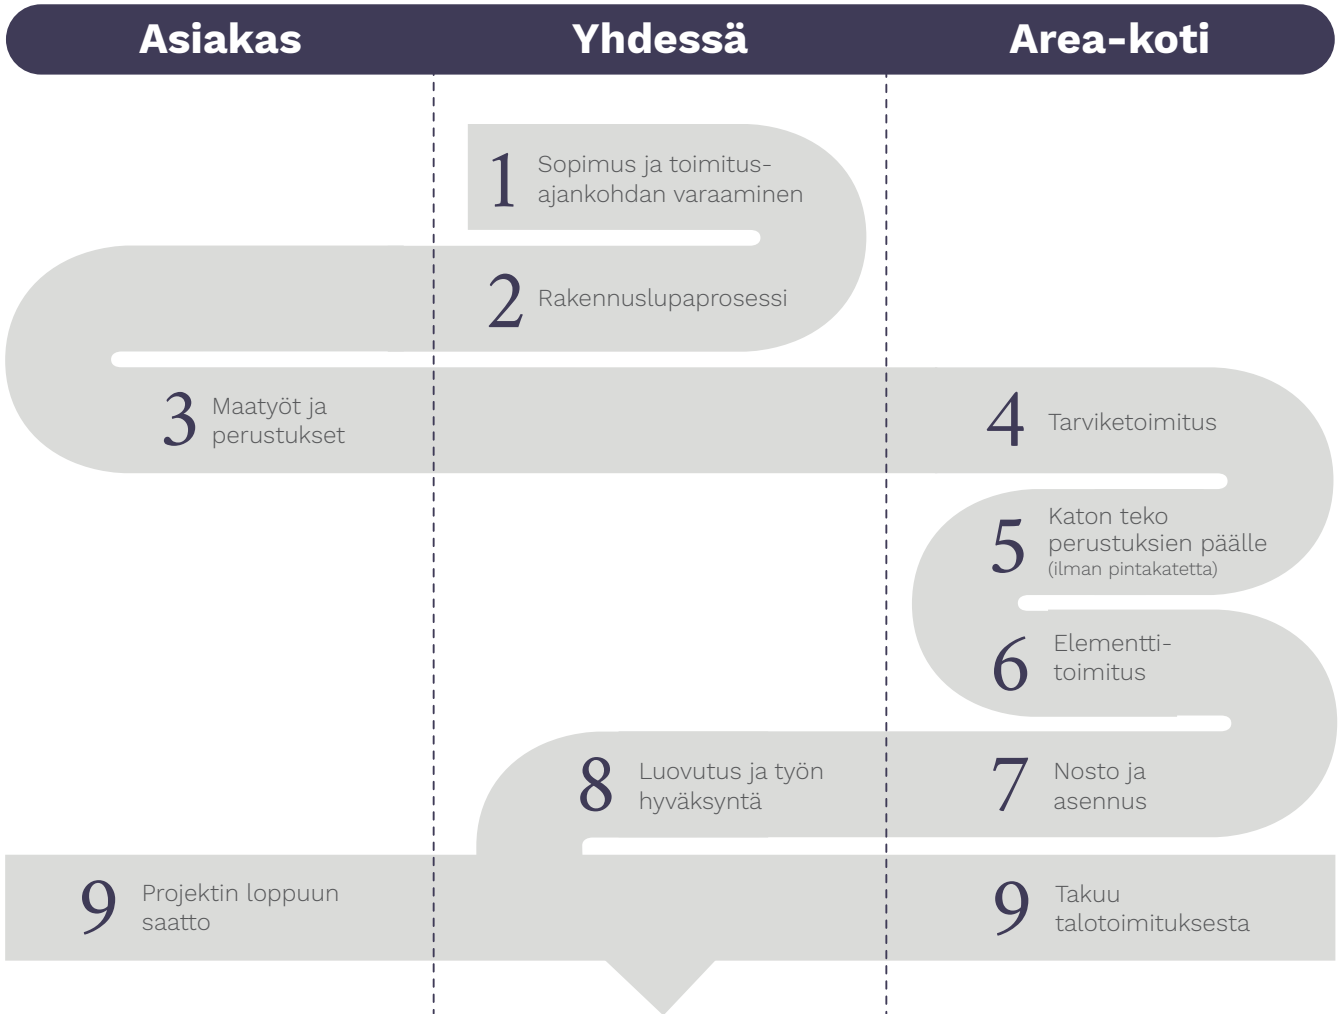 Asiakas
Yhdessä
Area-koti
1
Sopimus ja toimitus-
ajankohdan varaaminen
2
Rakennuslupaprosessi
3
Maatyöt ja
perustukset
4
Tarviketoimitus
5
Katon teko
perustuksien päälle
(ilman pintakatetta)
6
Elementti-
toimitus
7
Nosto ja
asennus
8
Luovutus ja työn
hyväksyntä
9
Projektin loppuun
saatto
9
Takuu
talotoimituksesta